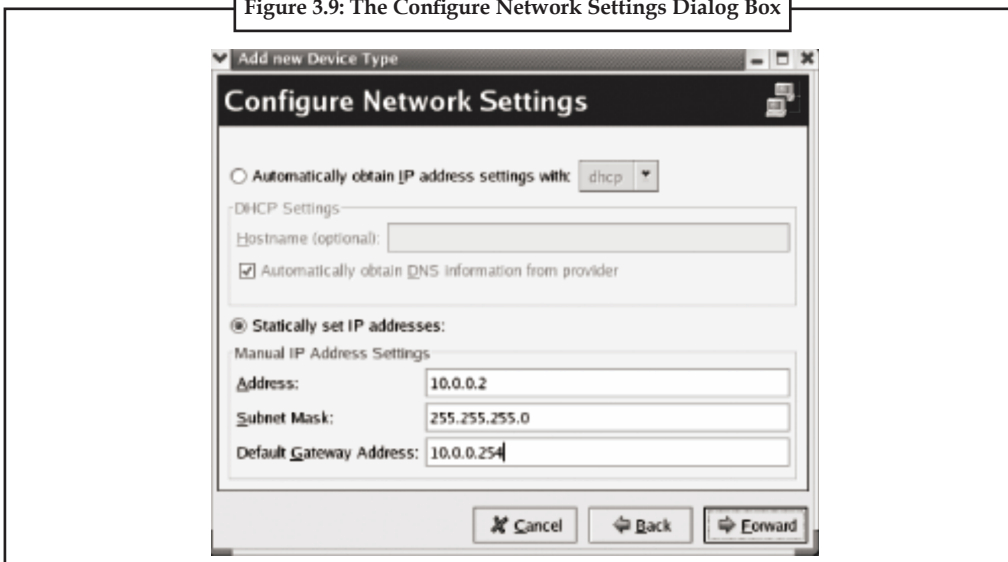 Figure 3.9: The Configure Network Settings Dialog Box
Add new Device Type
Configure Network Settings
Automatically obtain IP address settings with: dhcp
DHCP Settings
Hostname (optional):
Automatically obtain DNS information from provider
Statically set IP addresses:
Manual IP Address Settings
Address: 10.0.0.2
Subnet Mask: 255.255.255.0
Default Gateway Address: 10.0.0.254
Cancel Back Forward